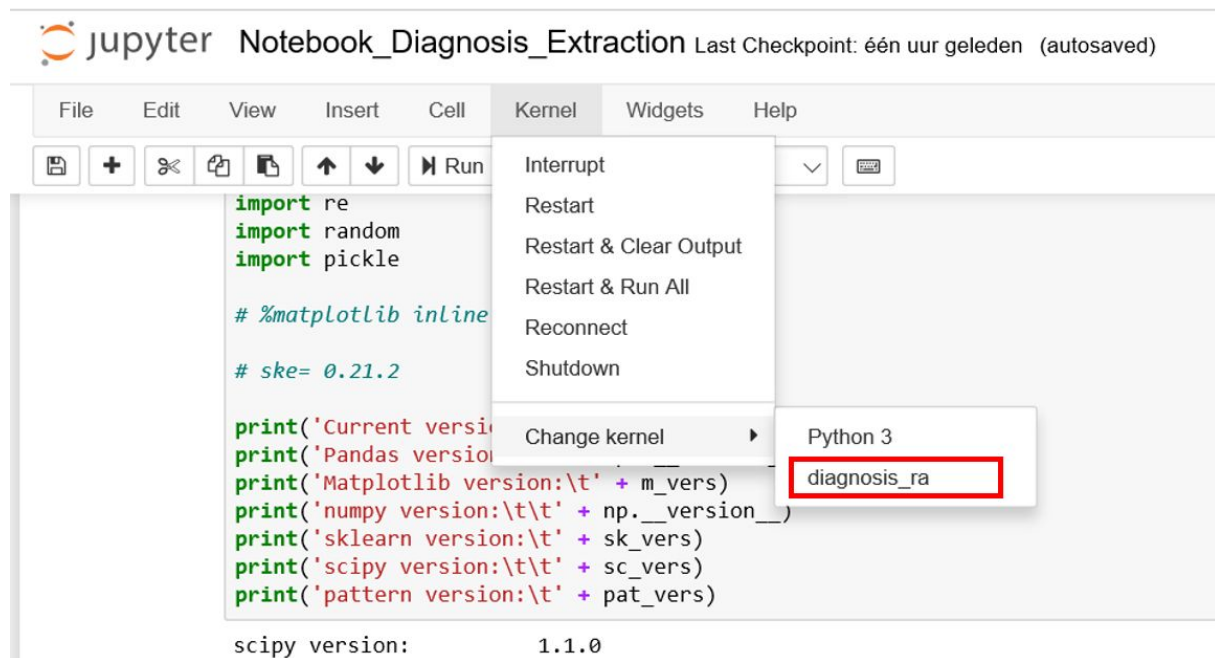 jupyter Notebook_Diagnosis_Extraction Last Checkpoint: één uur geleden (autosaved)
File Edit View Insert Cell Kernel Widgets Help
Run
Interrupt
Restart
Restart & Clear Output
Restart & Run All
Reconnect
Shutdown
Change kernel
Python 3
diagnosis_ra
import re
import random
import pickle
# %matplotlib inline
# ske= 0.21.2
print('Current versi
print('Pandas version
print('Matplotlib version:\t' + m_vers)
print('numpy version:\t\t' + np.__version__)
print('sklearn version:\t' + sk_vers)
print('scipy version:\t\t' + sc_vers)
print('pattern version:\t' + pat_vers)
scipy version: 1.1.0